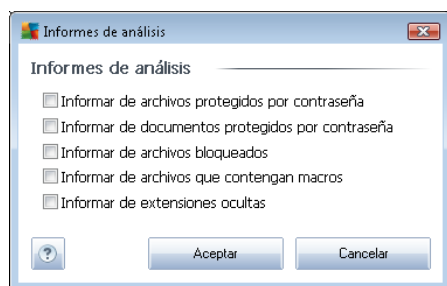 Informes de análisis
Informes de análisis
Informar de archivos protegidos por contraseña
Informar de documentos protegidos por contraseña
Informar de archivos bloqueados
Informar de archivos que contengan macros
Informar de extensiones ocultas
? Aceptar Cancelar